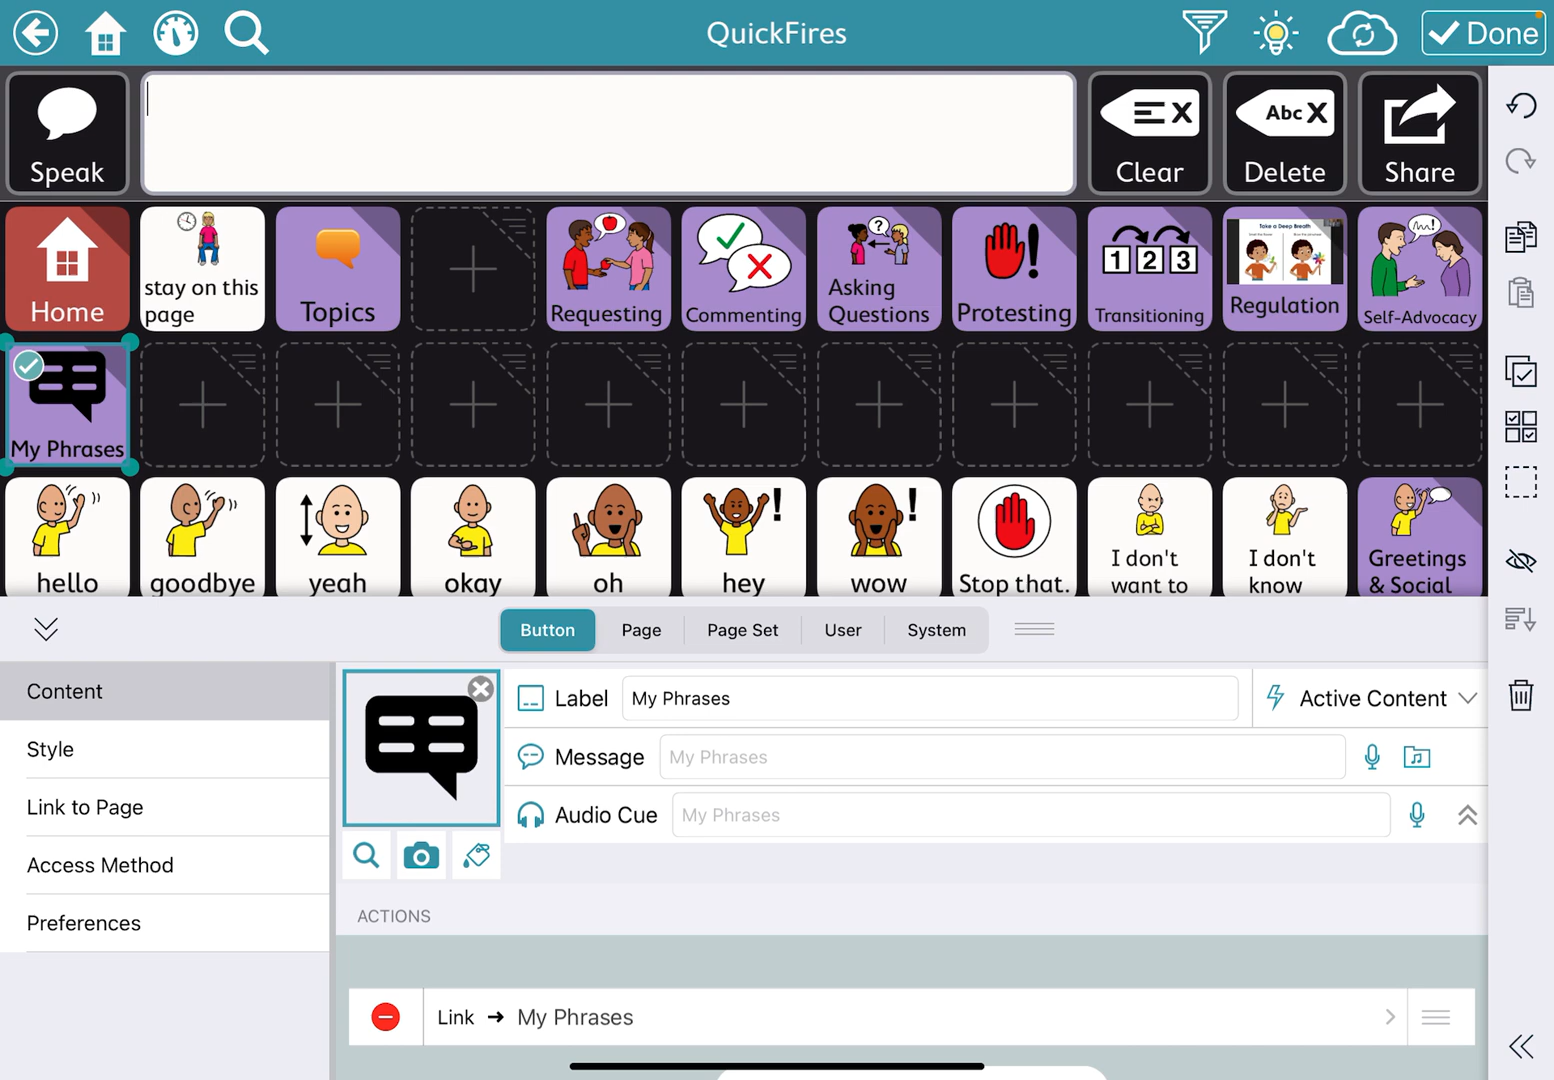 QuickFires
Done
Speak
Abc X
Clear
Delete
Share
Home
stay on this
page
Topics
Requesting
Commenting
?
Asking
Questions
!
Protesting
1 2 3
Transitioning
Take a Deep Breath
Regulation
Self-Advocacy
My Phrases
hello
goodbye
yeah
okay
oh
!
hey
!
wow
Stop that.
I don't
want to
I don't
know
Greetings
& Social
Button
Page
Page Set
User
System
Content
Style
Link to Page
Access Method
Preferences
Label
My Phrases
Active Content
Message
My Phrases
Audio Cue
My Phrases
ACTIONS
Link → My Phrases